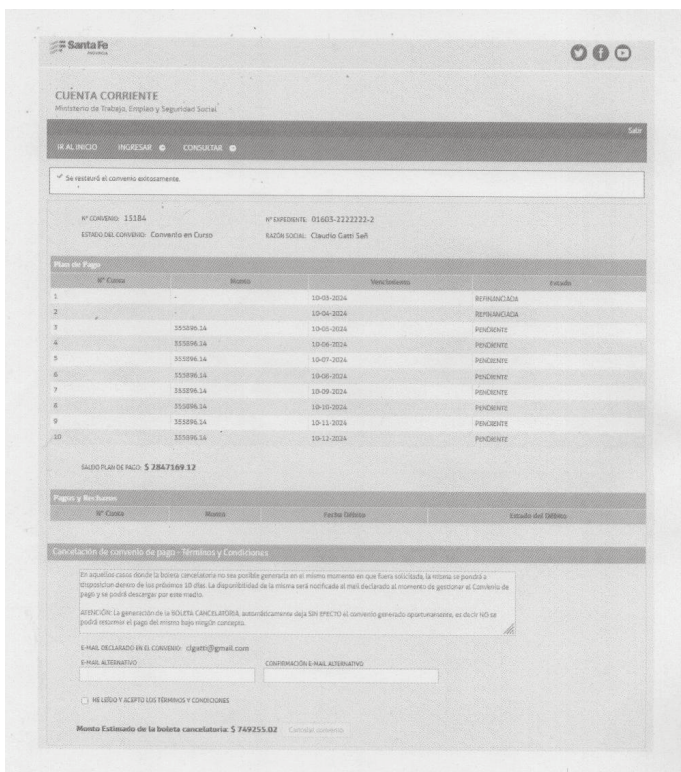 Santa Fe
PROVINCIA
CUENTA CORRIENTE
Ministerio de Trabajo, Empleo y Seguridad Social
Salir
IR AL INICIO INGRESAR CONSULTAR
Se restauró el convenio exitosamente.
Nº CONVENIO: 15184 Nº EXPEDIENTE: 01603-2222222-2
ESTADO DEL CONVENIO: Convenio en Curso RAZÓN SOCIAL: Claudio Gatti Señ
Plan de Pago
Nº Cuota Monto Vencimiento Estado
1 - 10-03-2024 REFINANCIADA
2 - 10-04-2024 REFINANCIADA
3 355896.14 10-05-2024 PENDIENTE
4 355896.14 10-06-2024 PENDIENTE
5 355896.14 10-07-2024 PENDIENTE
6 355896.14 10-08-2024 PENDIENTE
7 355896.14 10-09-2024 PENDIENTE
8 355896.14 10-10-2024 PENDIENTE
9 355896.14 10-11-2024 PENDIENTE
10 355896.14 10-12-2024 PENDIENTE
SALDO PLAN DE PAGO: $ 2847169.12
Pagos y Rechazos
Nº Cuota Monto Fecha Débito Estado del Débito
Cancelación de convenio de pago - Términos y Condiciones
En aquellos casos donde la boleta cancelatoria no sea posible generada en el mismo momento en que fuera solicitada, la misma se pondrá a
disposición dentro de los próximos 10 días. La disponibilidad de la misma será notificada al mail declarado al momento de gestionar el Convenio de
pago y se podrá descargar por este medio.
ATENCIÓN: La generación de la BOLETA CANCELATORIA, automáticamente deja SIN EFECTO el convenio generado oportunamente, es decir NO se
podrá retomar el pago del mismo bajo ningún concepto.
E-MAIL DECLARADO EN EL CONVENIO: clgatti@gmail.com
E-MAIL ALTERNATIVO CONFIRMACIÓN E-MAIL ALTERNATIVO
HE LEÍDO Y ACEPTO LOS TÉRMINOS Y CONDICIONES
Monto Estimado de la boleta cancelatoria: $ 749255.02 Cancelar convenio